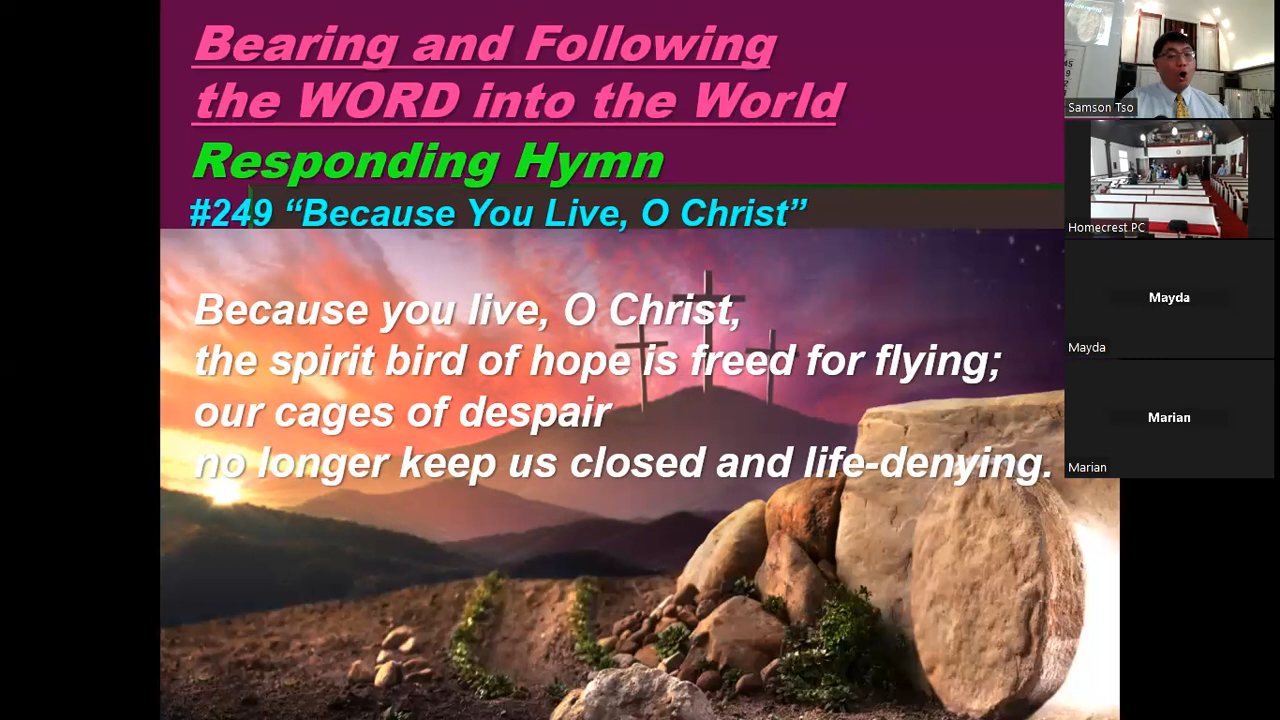 Bearing and Following
the WORD into the World
Responding Hymn
#249 “Because You Live, O Christ”
Because you live, O Christ,
the spirit bird of hope is freed for flying;
our cages of despair
no longer keep us closed and life-denying.
Samson Tso
Homecrest PC
Mayda
Mayda
Marian
Marian